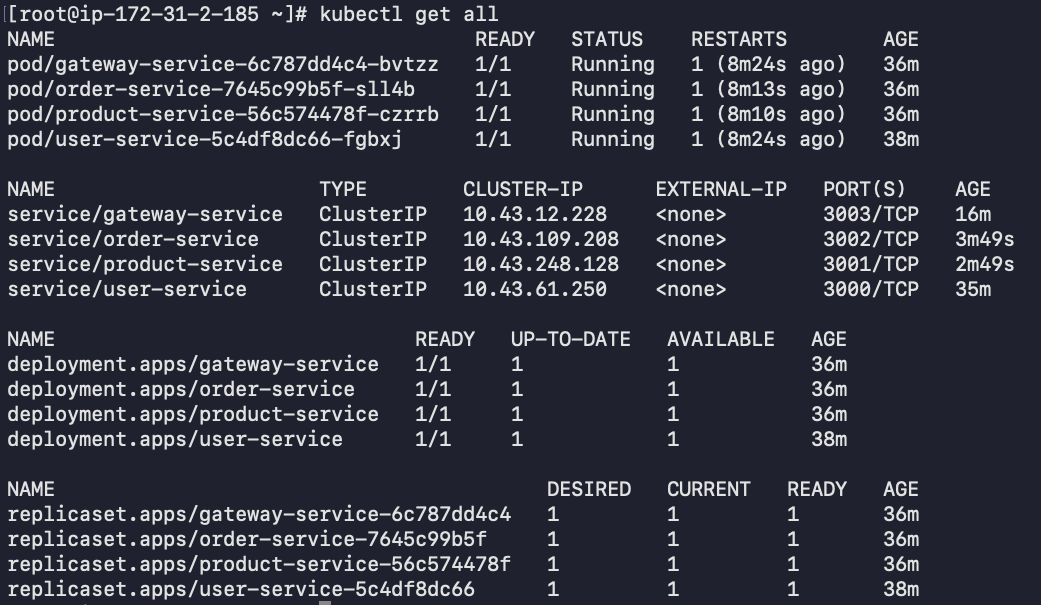 [root@ip-172-31-2-185 ~]# kubectl get all
NAME READY STATUS RESTARTS AGE
pod/gateway-service-6c787dd4c4-bvtzz 1/1 Running 1 (8m24s ago) 36m
pod/order-service-7645c99b5f-sll4b 1/1 Running 1 (8m13s ago) 36m
pod/product-service-56c574478f-czrrb 1/1 Running 1 (8m10s ago) 36m
pod/user-service-5c4df8dc66-fgbxj 1/1 Running 1 (8m24s ago) 38m
NAME TYPE CLUSTER-IP EXTERNAL-IP PORT(S) AGE
service/gateway-service ClusterIP 10.43.12.228 <none> 3003/TCP 16m
service/order-service ClusterIP 10.43.109.208 <none> 3002/TCP 3m49s
service/product-service ClusterIP 10.43.248.128 <none> 3001/TCP 2m49s
service/user-service ClusterIP 10.43.61.250 <none> 3000/TCP 35m
NAME READY UP-TO-DATE AVAILABLE AGE
deployment.apps/gateway-service 1/1 1 1 36m
deployment.apps/order-service 1/1 1 1 36m
deployment.apps/product-service 1/1 1 1 36m
deployment.apps/user-service 1/1 1 1 38m
NAME DESIRED CURRENT READY AGE
replicaset.apps/gateway-service-6c787dd4c4 1 1 1 36m
replicaset.apps/order-service-7645c99b5f 1 1 1 36m
replicaset.apps/product-service-56c574478f 1 1 1 36m
replicaset.apps/user-service-5c4df8dc66 1 1 1 38m